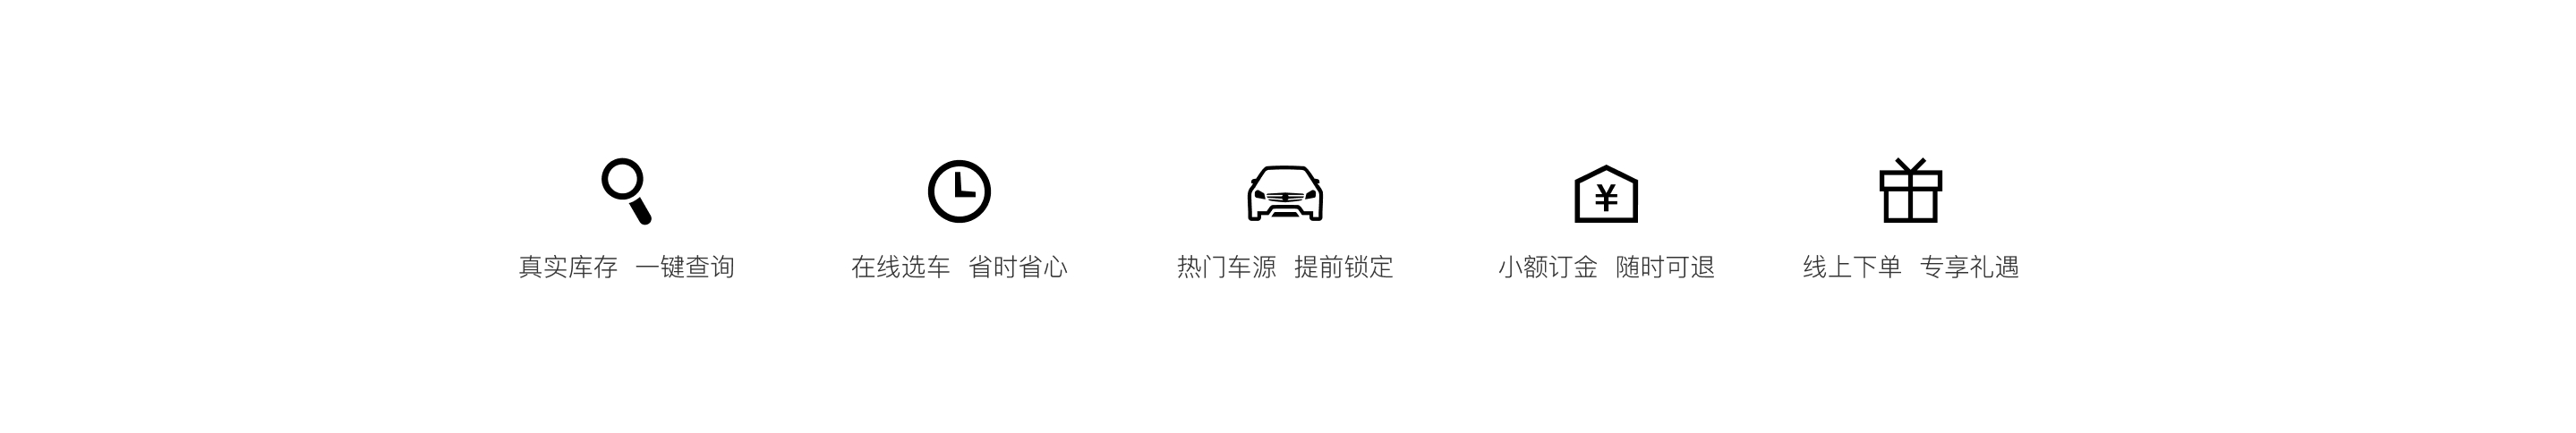 真实库存 一键查询
在线选车 省时省心
热门车源 提前锁定
¥
小额订金 随时可退
线上下单 专享礼遇